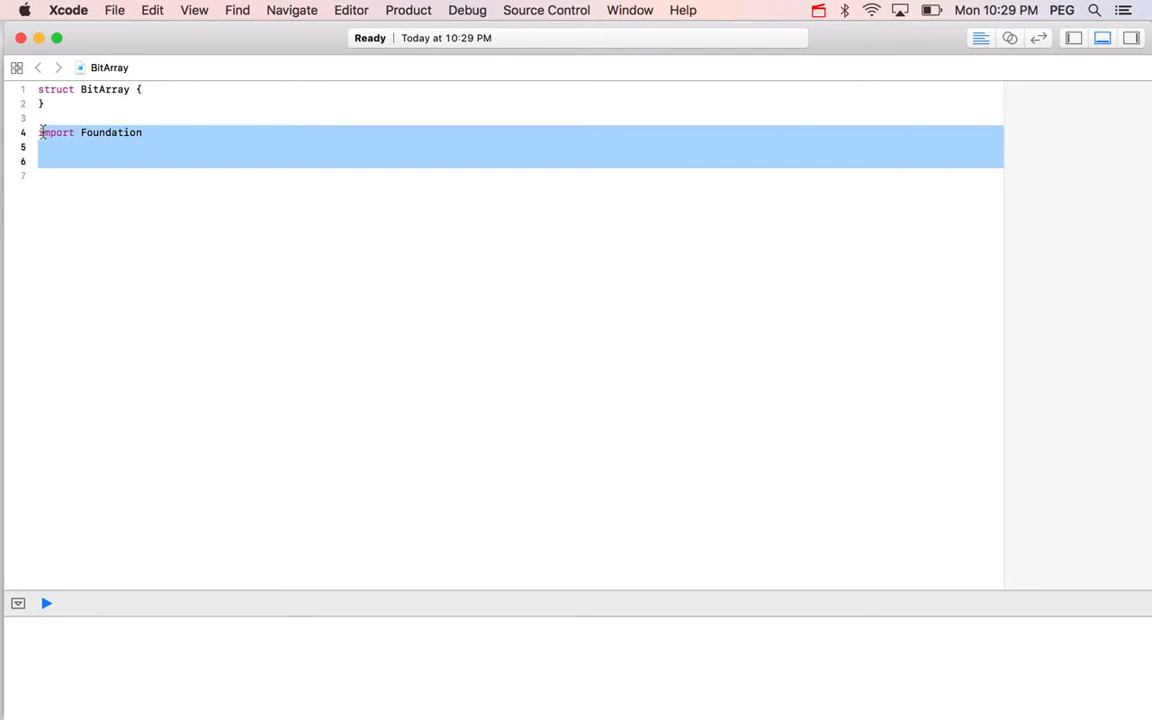 Xcode File Edit View Find Navigate Editor Product Debug Source Control Window Help Mon 10:29 PM PEG
Ready Today at 10:29 PM
BitArray
1 struct BitArray {
2 }
3
4 import Foundation
5
6
7